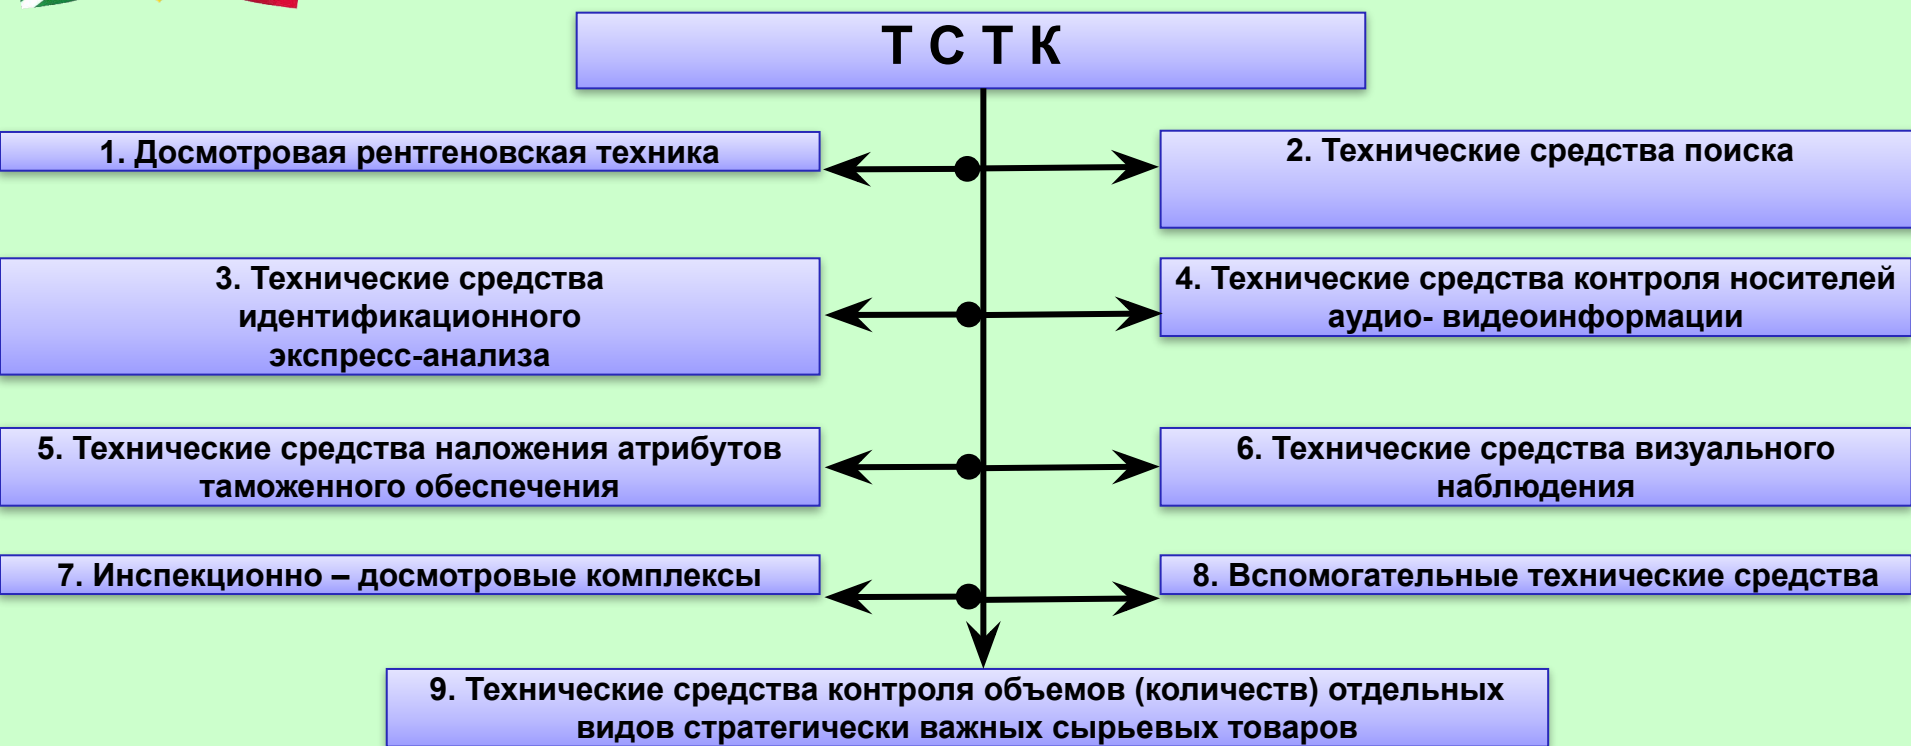 Т С Т К
1. Досмотровая рентгеновская техника
2. Технические средства поиска
3. Технические средства
идентификационного
экспресс-анализа
4. Технические средства контроля носителей
аудио- видеоинформации
5. Технические средства наложения атрибутов
таможенного обеспечения
6. Технические средства визуального
наблюдения
7. Инспекционно – досмотровые комплексы
8. Вспомогательные технические средства
9. Технические средства контроля объемов (количеств) отдельных
видов стратегически важных сырьевых товаров